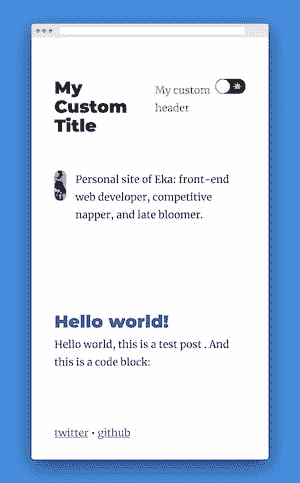 My Custom Title
My custom header
Personal site of Eka: front-end
web developer, competitive
napper, and late bloomer.
Hello world!
Hello world, this is a test post . And
this is a code block:
twitter • github